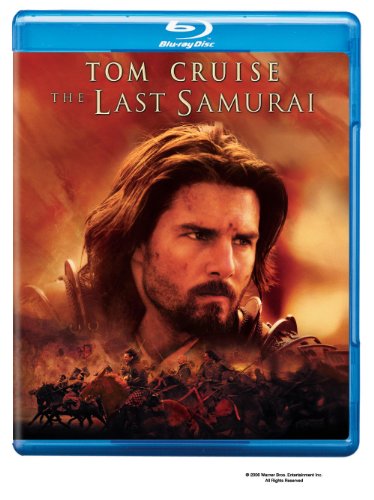 Blu-ray Disc
TOM CRUISE
THE LAST SAMURAI
© 2006 Warner Bros. Entertainment Inc.
All Rights Reserved